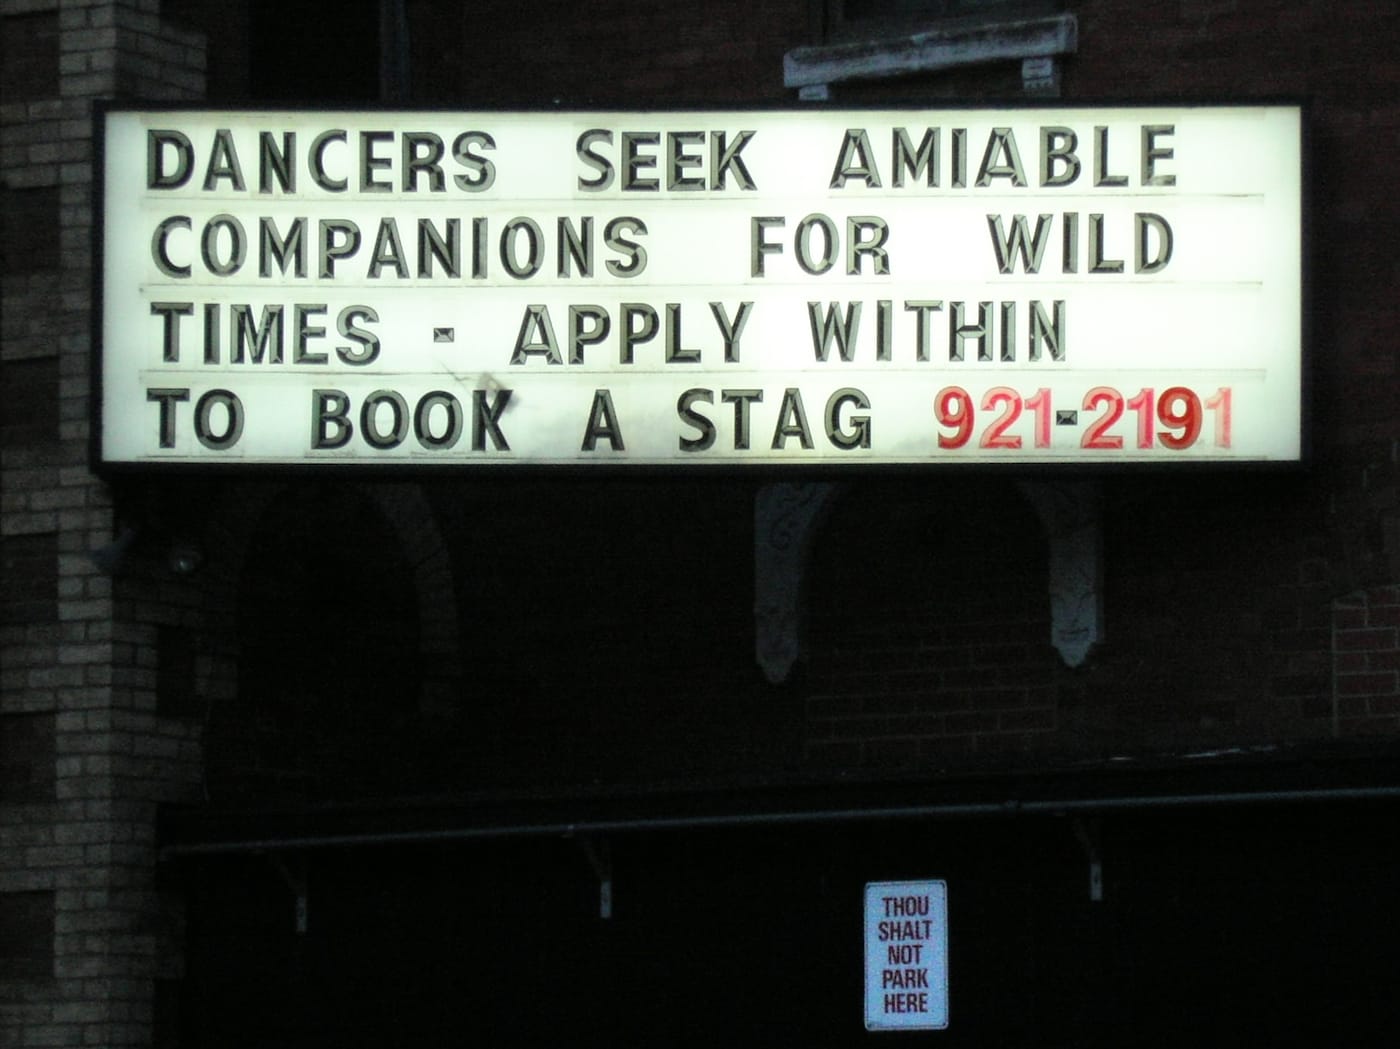 DANCERS SEEK AMIABLE
COMPANIONS FOR WILD
TIMES - APPLY WITHIN
TO BOOK A STAG 921-2191
THOU
SHALT
NOT
PARK
HERE